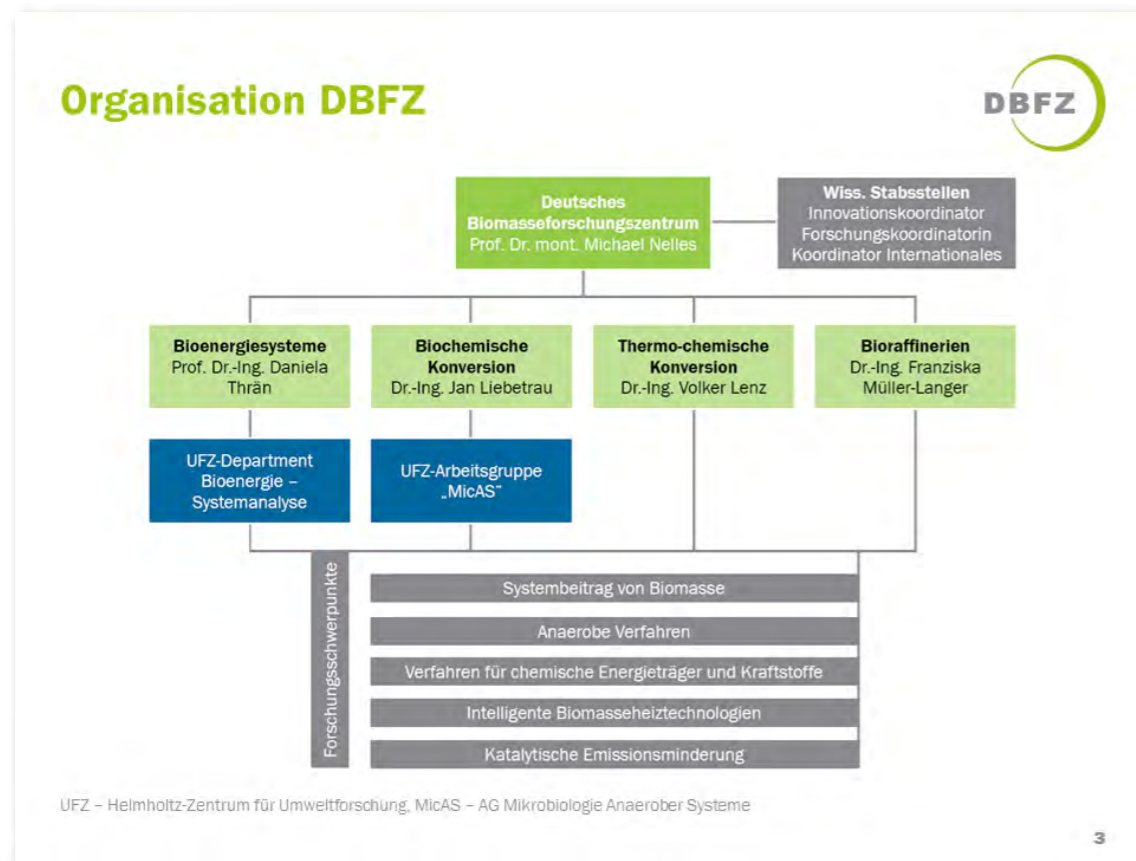 Organisation DBFZ
DBFZ
Deutsches
Biomasseforschungszentrum
Prof. Dr. mont. Michael Nelles
Wiss. Stabsstellen
Innovationskoordinator
Forschungskoordinatorin
Koordinator Internationales
Bioenergiesysteme
Prof. Dr.-Ing. Daniela
Thrän
Biochemische
Konversion
Dr.-Ing. Jan Liebetrau
Thermo-chemische
Konversion
Dr.-Ing. Volker Lenz
Bioraffinerien
Dr.-Ing. Franziska
Müller-Langer
UFZ-Department
Bioenergie –
Systemanalyse
UFZ-Arbeitsgruppe
„MicAS“
Forschungsschwerpunkte
Systembeitrag von Biomasse
Anaerobe Verfahren
Verfahren für chemische Energieträger und Kraftstoffe
Intelligente Biomasseheiztechnologien
Katalytische Emissionsminderung
UFZ – Helmholtz-Zentrum für Umweltforschung, MicAS – AG Mikrobiologie Anaerober Systeme
3